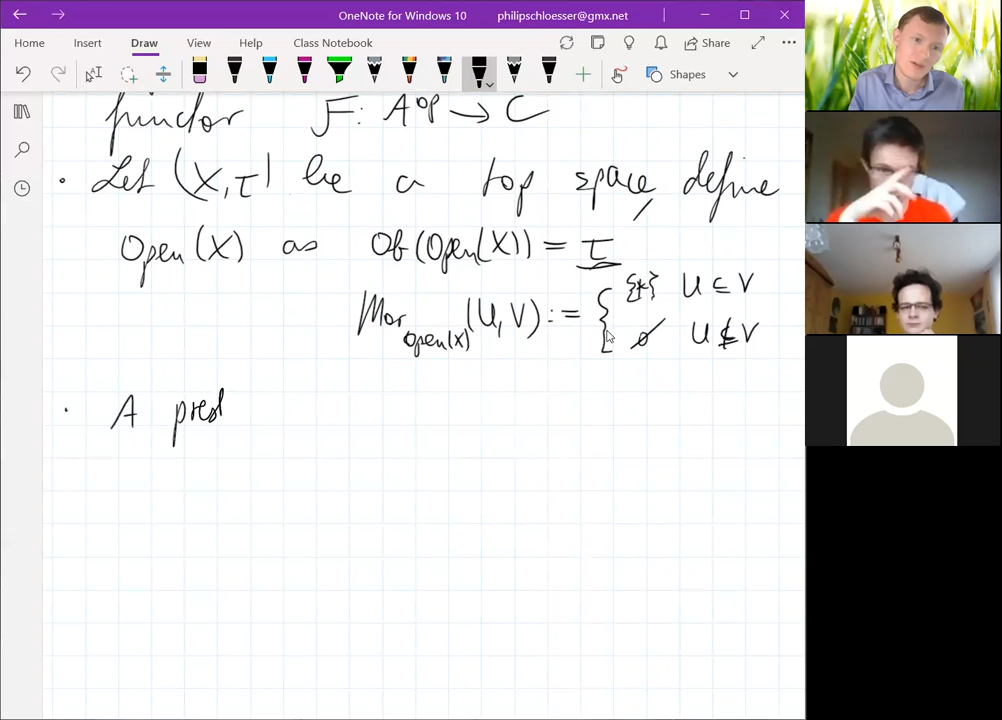 OneNote for Windows 10 philipschloesser@gmx.net
Home Insert Draw View Help Class Notebook Share
Shapes
functor F: A^op → C
• Let (X, τ) be a top space, define
Open(X) as Ob(Open(X)) = τ
Mor_Open(X) (U, V) := { {*} U ⊆ V
∅ U ⊈ V
• A presh